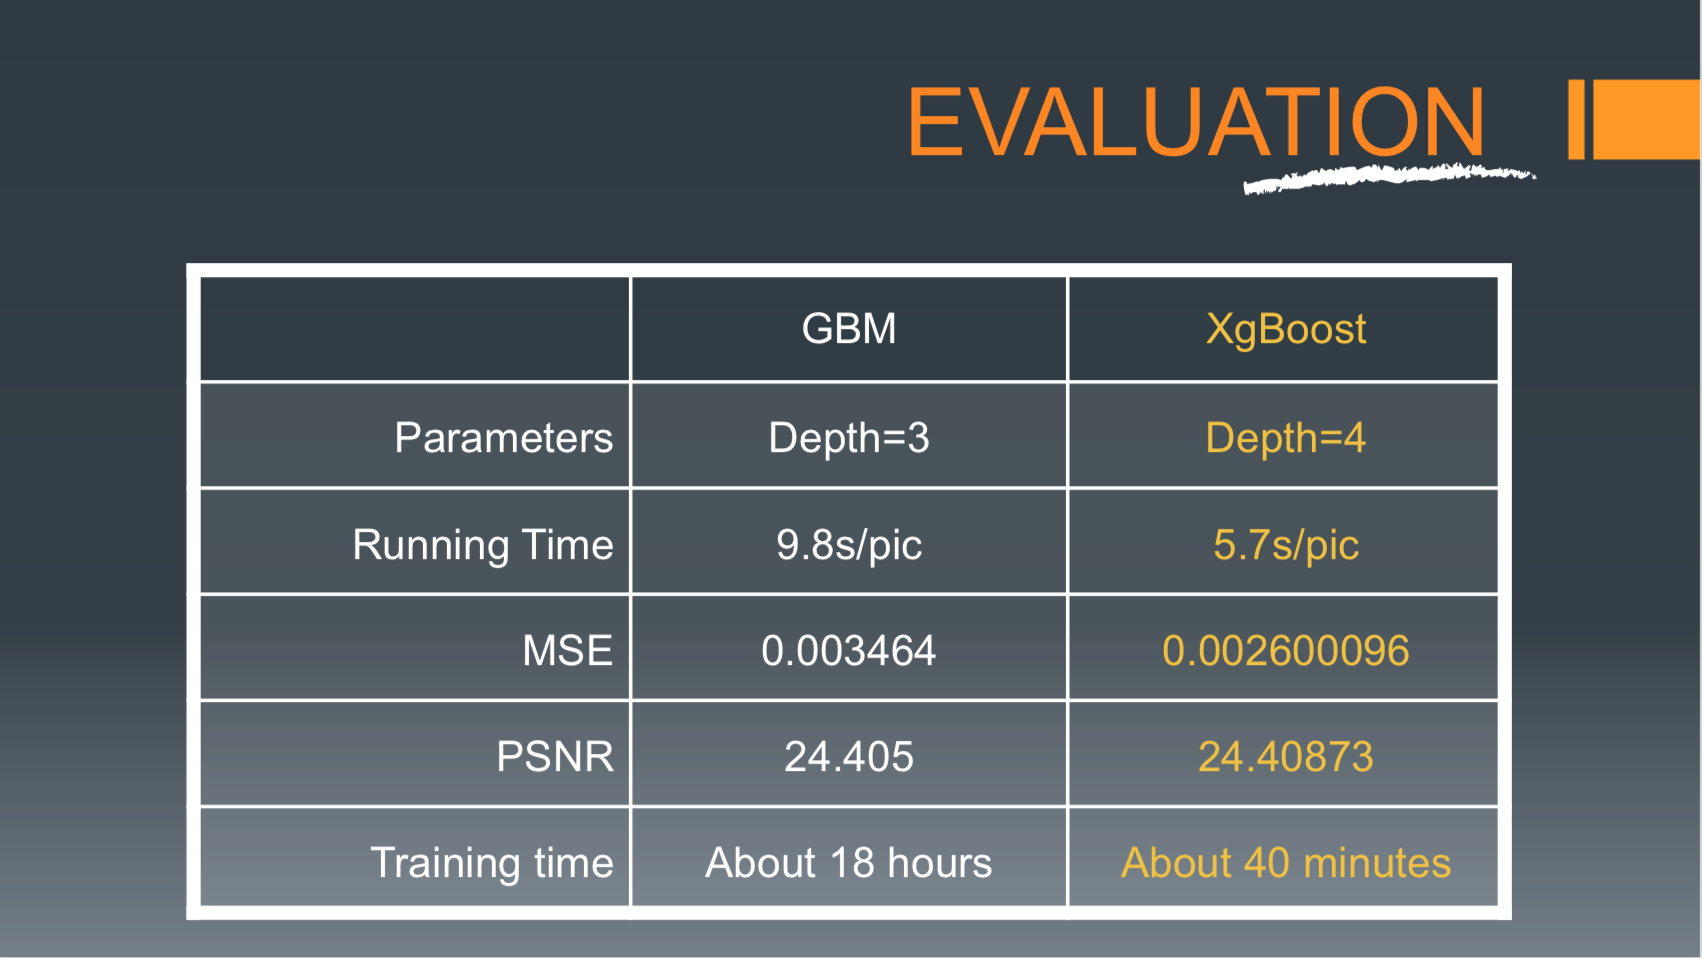 EVALUATION
GBM XgBoost
Parameters Depth=3 Depth=4
Running Time 9.8s/pic 5.7s/pic
MSE 0.003464 0.002600096
PSNR 24.405 24.40873
Training time About 18 hours About 40 minutes